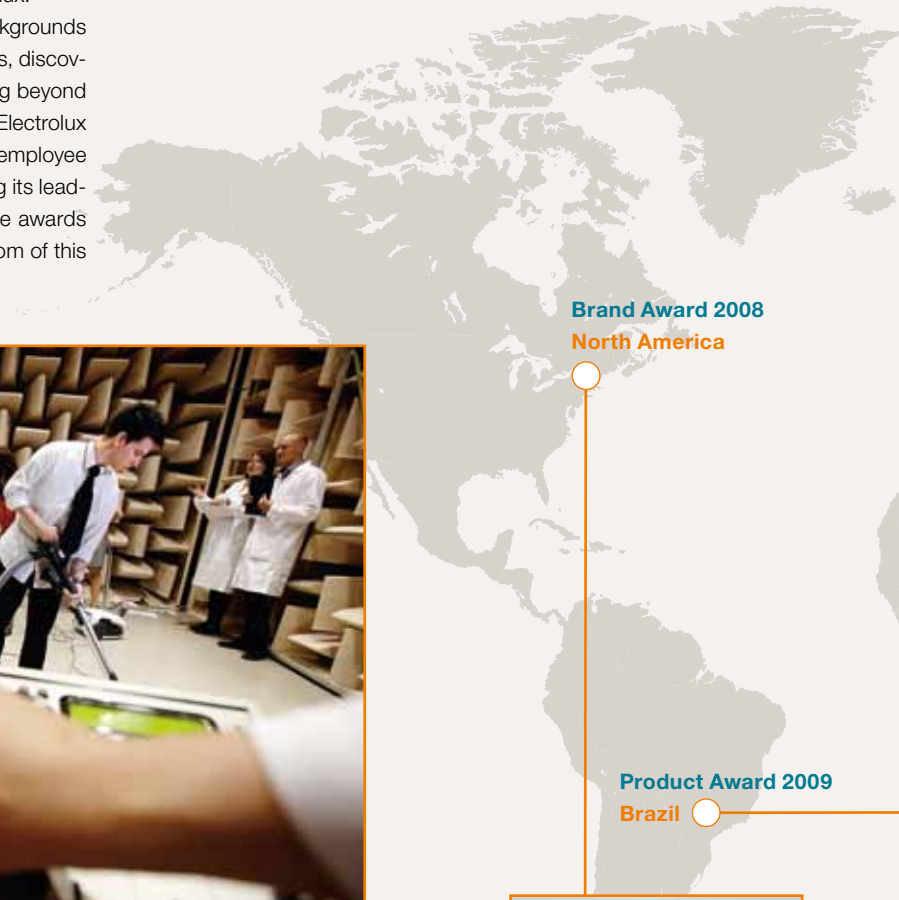 kgrounds
s, discov-
g beyond
Electrolux
employee
g its lead-
e awards
om of this
Brand Award 2008
North America
Product Award 2009
Brazil